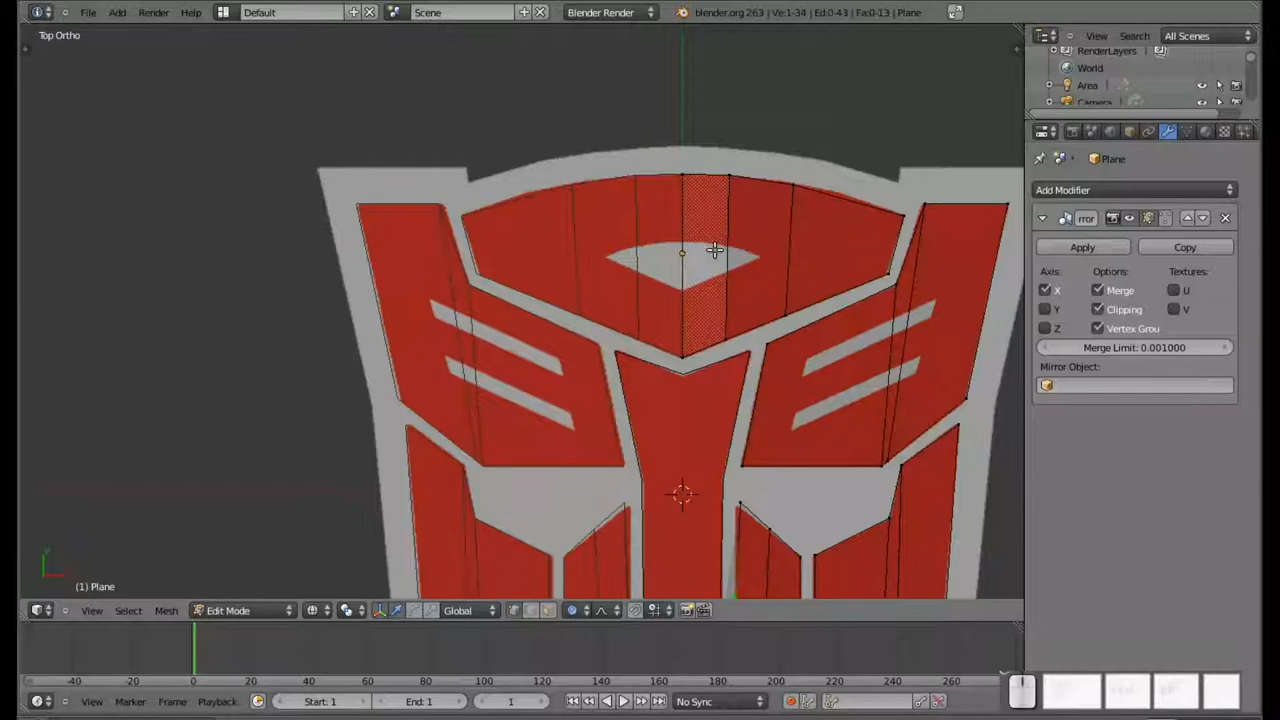 File Add Render Help Default Scene Blender Render blender.org 263 | Ve:1-34 | Ed:0-43 | Fa:0-13 | Plane
View Search All Scenes
Top Ortho
RenderLayers
World
Area
Camera
Plane
Add Modifier
rror
Apply Copy
Axis: Options: Textures:
X Merge U
Y Clipping V
Z Vertex Grou
Merge Limit: 0.001000
Mirror Object:
(1) Plane
View Select Mesh Edit Mode Global
-40 -20 0 20 40 60 80 100 120 140 160 180 200 220 240 260
View Marker Frame Playback Start: 1 End: 1 1 No Sync